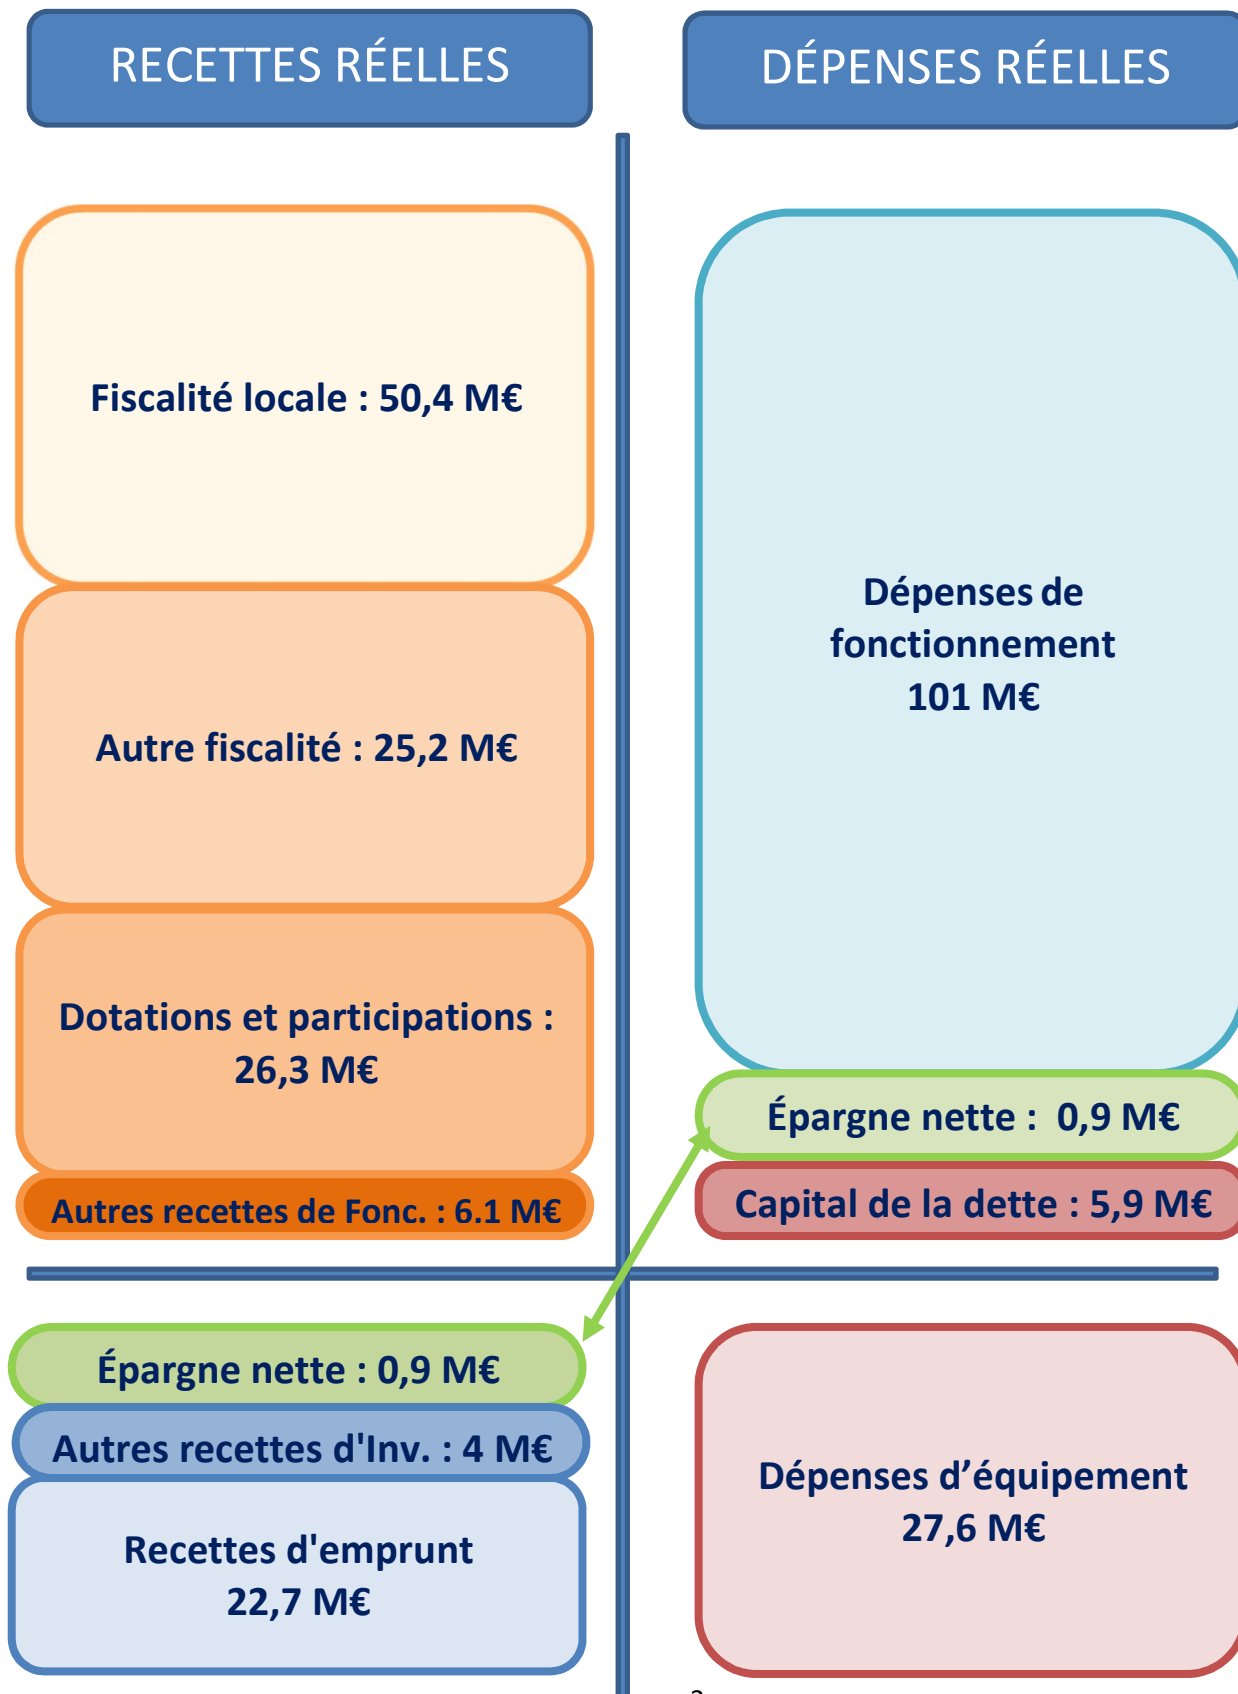 RECETTES RÉELLES
Fiscalité locale : 50,4 M€
Autre fiscalité : 25,2 M€
Dotations et participations :
26,3 M€
Autres recettes de Fonc. : 6.1 M€
Épargne nette : 0,9 M€
Autres recettes d'Inv. : 4 M€
Recettes d'emprunt
22,7 M€
DÉPENSES RÉELLES
Dépenses de
fonctionnement
101 M€
Épargne nette : 0,9 M€
Capital de la dette : 5,9 M€
Dépenses d’équipement
27,6 M€